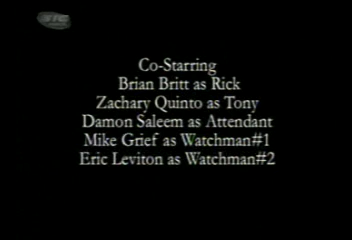 Co-Starring
Brian Britt as Rick
Zachary Quinto as Tony
Damon Saleem as Attendant
Mike Grief as Watchman#1
Eric Leviton as Watchman#2